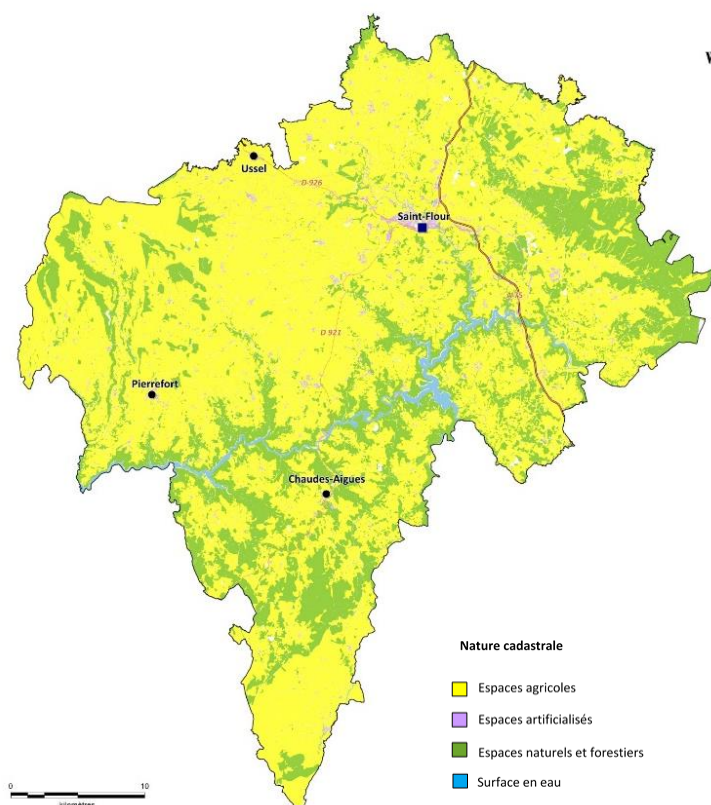 Ussel
D 926
Saint-Flour
D 921
Pierrefort
Chaudes-Aigues
Nature cadastrale
Espaces agricoles
Espaces artificialisés
Espaces naturels et forestiers
Surface en eau
0 10
kilomètres